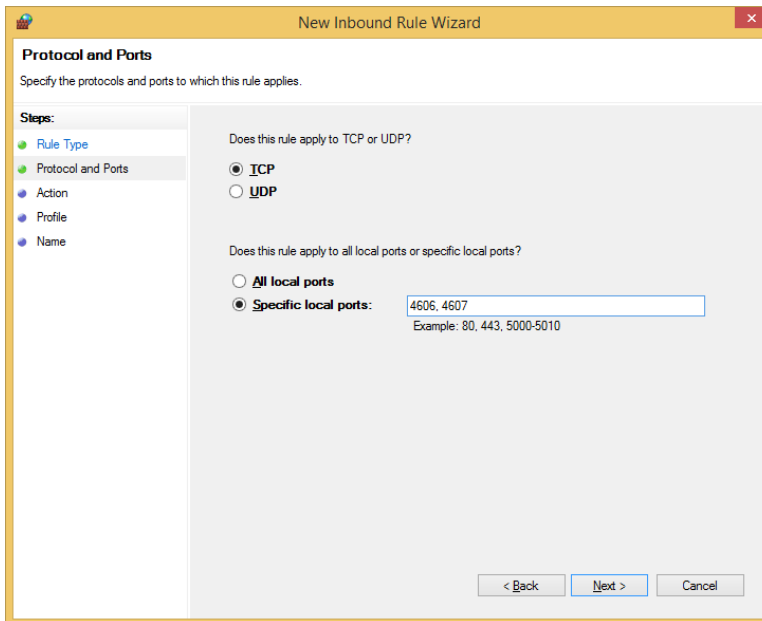 New Inbound Rule Wizard
Protocol and Ports
Specify the protocols and ports to which this rule applies.
Steps:
Rule Type
Protocol and Ports
Action
Profile
Name
Does this rule apply to TCP or UDP?
TCP
UDP
Does this rule apply to all local ports or specific local ports?
All local ports
Specific local ports: 4606, 4607
Example: 80, 443, 5000-5010
< Back Next > Cancel